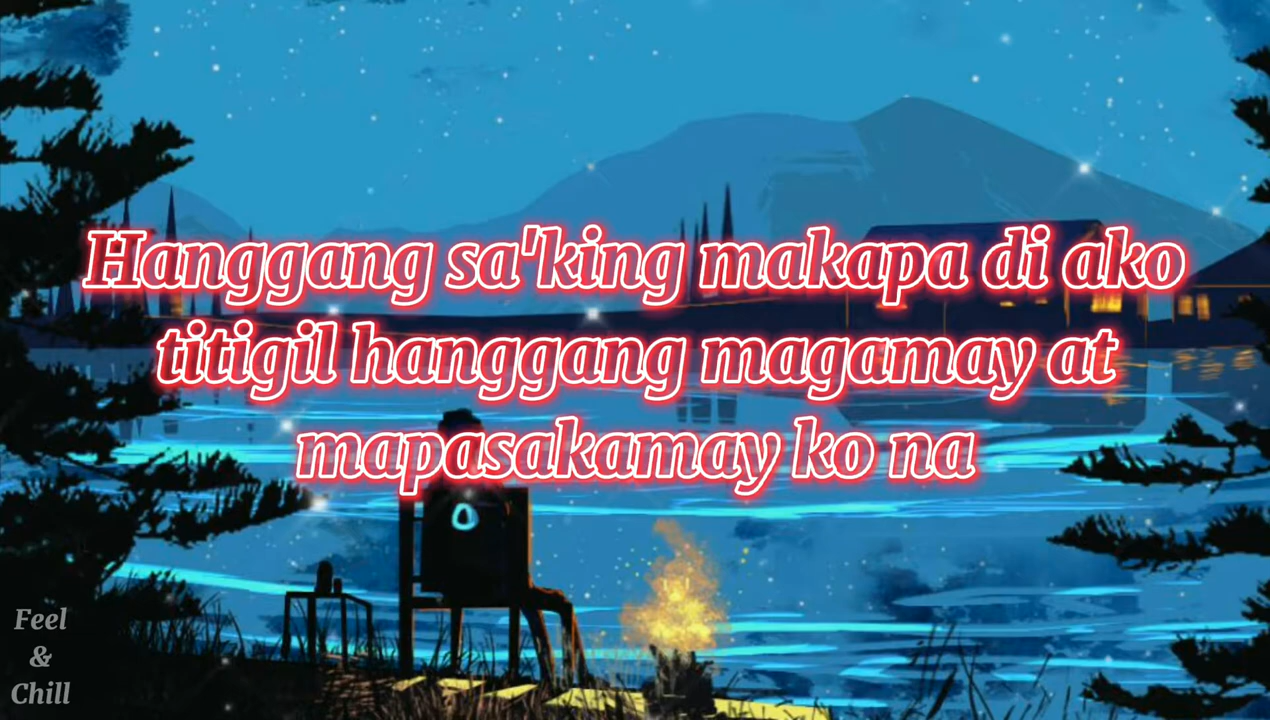 Hanggang sa'king makapa di ako
titigil hanggang magamay at
mapasakamay ko na
Feel
&
Chill